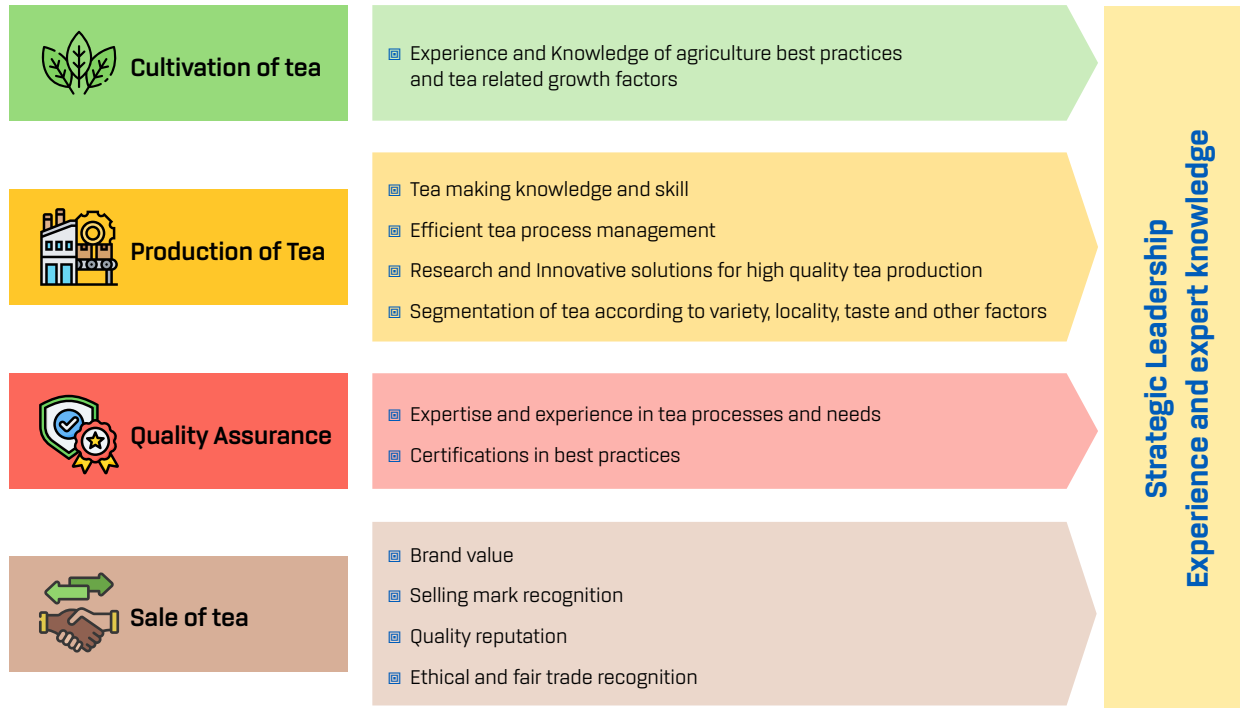 Cultivation of tea
Experience and Knowledge of agriculture best practices
and tea related growth factors
Production of Tea
Tea making knowledge and skill
Efficient tea process management
Research and Innovative solutions for high quality tea production
Segmentation of tea according to variety, locality, taste and other factors
Quality Assurance
Expertise and experience in tea processes and needs
Certifications in best practices
Sale of tea
Brand value
Selling mark recognition
Quality reputation
Ethical and fair trade recognition
Strategic Leadership
Experience and expert knowledge